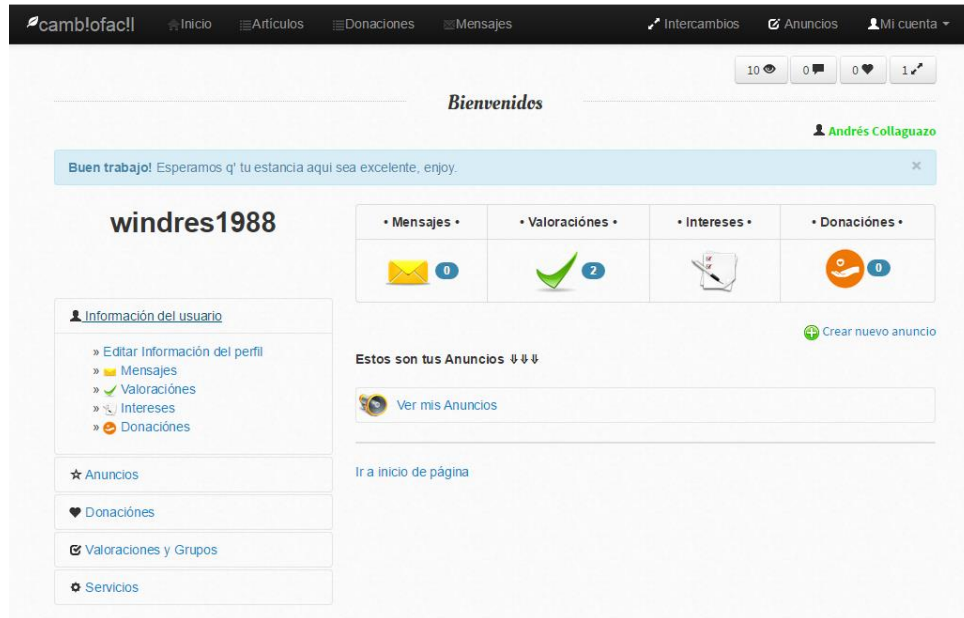 camb!ofac!l Inicio Artículos Donaciones Mensajes Intercambios Anuncios Mi cuenta
10 0 0 1
Bienvenidos
Andrés Collaguazo
Buen trabajo! Esperamos q' tu estancia aqui sea excelente, enjoy. ×
windres1988
• Mensajes • • Valoraciónes • • Intereses • • Donaciónes •
0 2 0
Información del usuario
» Editar Información del perfil
» Mensajes
» Valoraciónes
» Intereses
» Donaciónes
Anuncios
Donaciónes
Valoraciones y Grupos
Servicios
Crear nuevo anuncio
Estos son tus Anuncios ⇓⇓⇓
Ver mis Anuncios
Ir a inicio de página